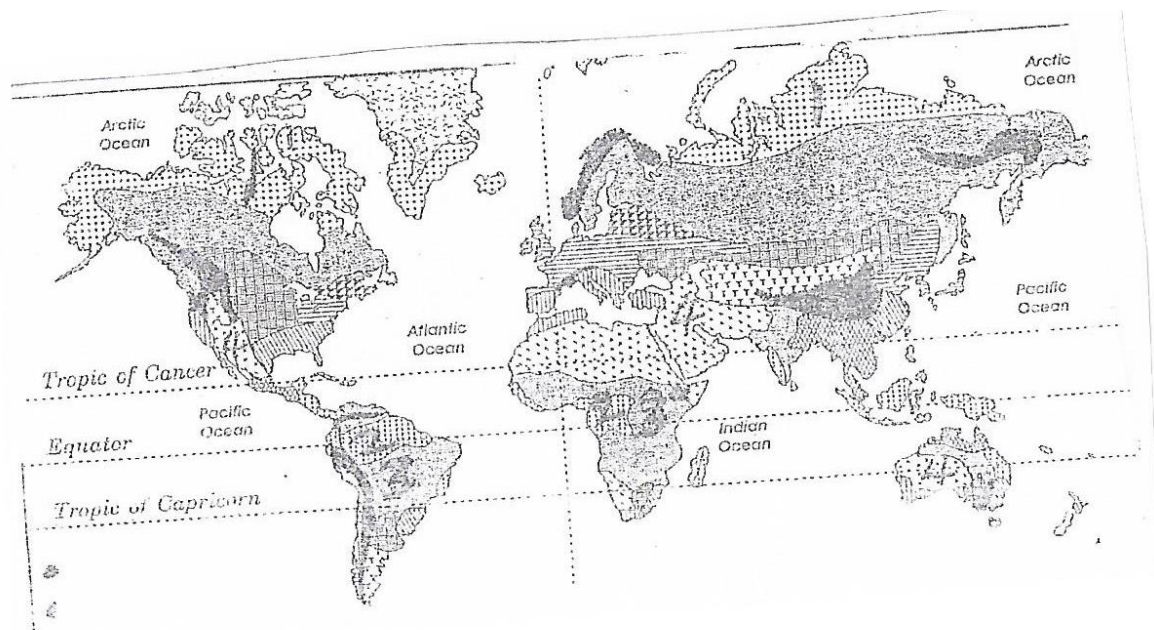 0°
Arctic
Ocean
Arctic
Ocean
Pacific
Ocean
Atlantic
Ocean
Tropic of Cancer
Pacific
Ocean
Equator
Indian
Ocean
Tropic of Capricorn